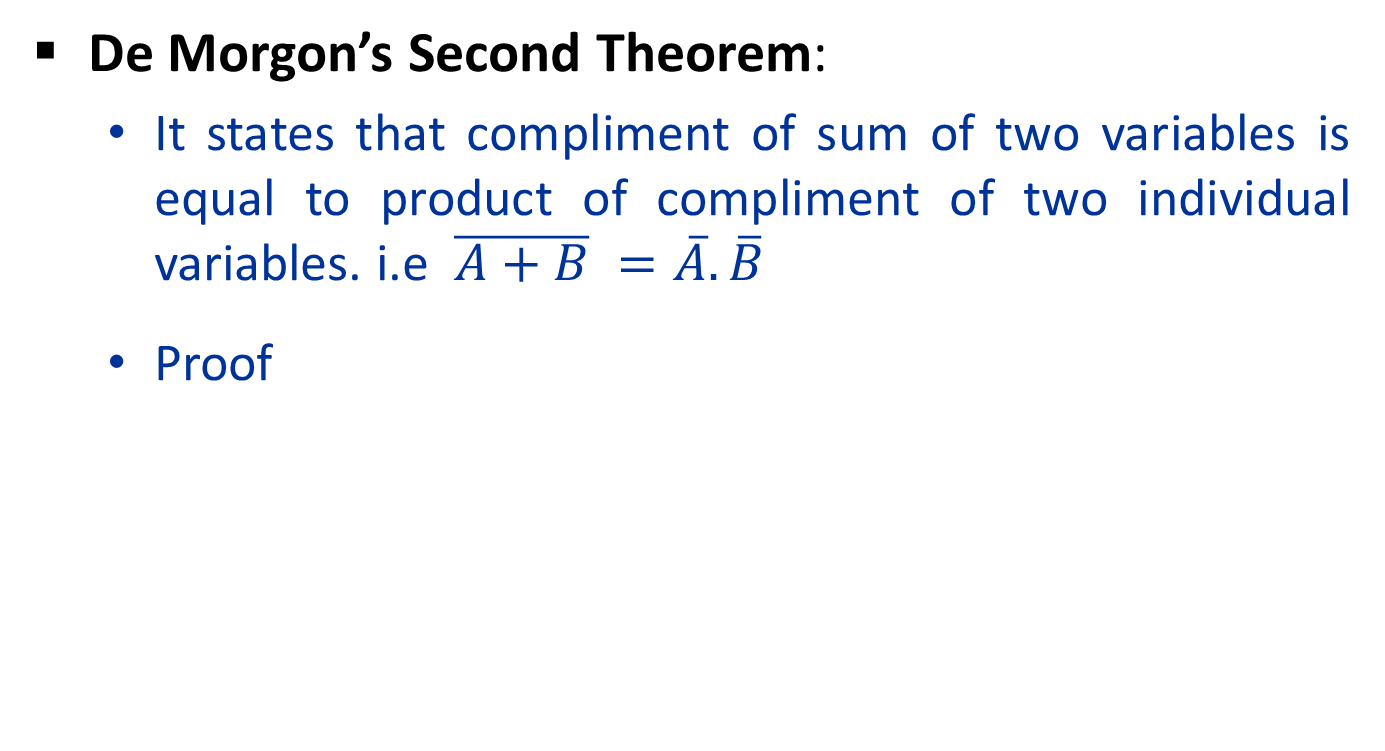 ▪ De Morgon’s Second Theorem:
• It states that compliment of sum of two variables is
equal to product of compliment of two individual
variables. i.e $\overline{A + B} = \bar{A}.\bar{B}$
• Proof